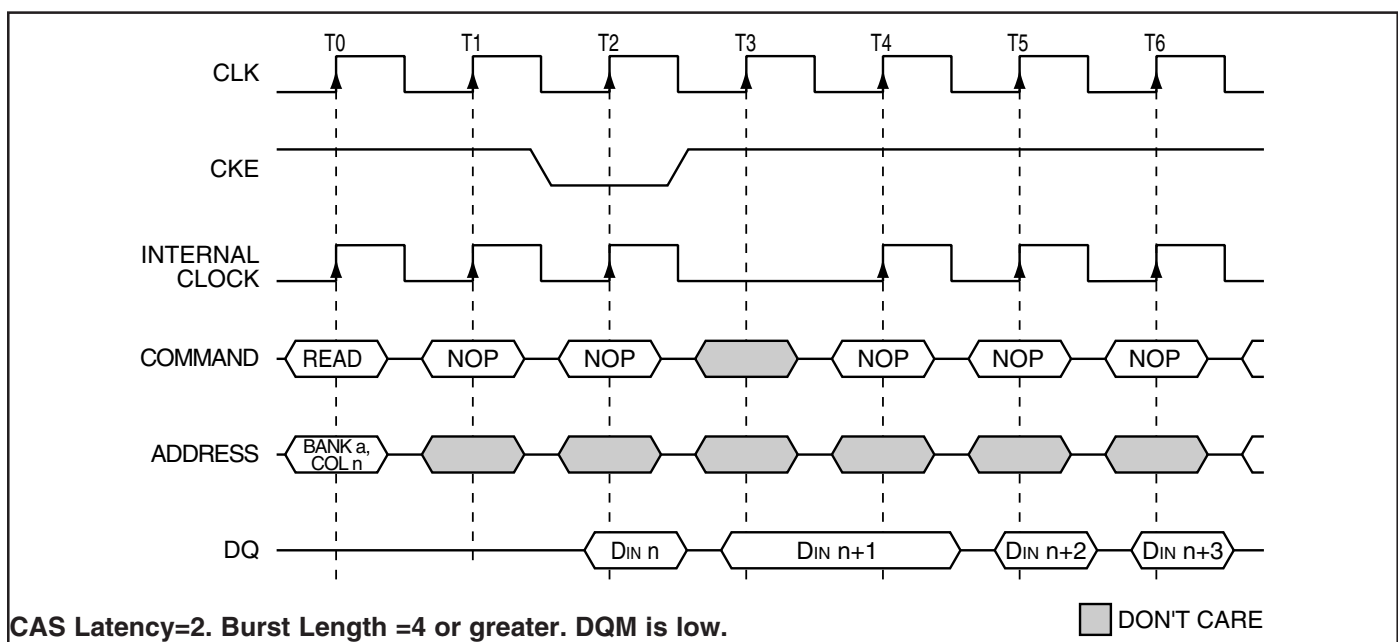 T0 T1 T2 T3 T4 T5 T6
CLK
CKE
INTERNAL
CLOCK
COMMAND READ NOP NOP NOP NOP NOP
ADDRESS BANK a,
COL n
DQ DIN n DIN n+1 DIN n+2 DIN n+3
CAS Latency=2. Burst Length =4 or greater. DQM is low.
DON'T CARE